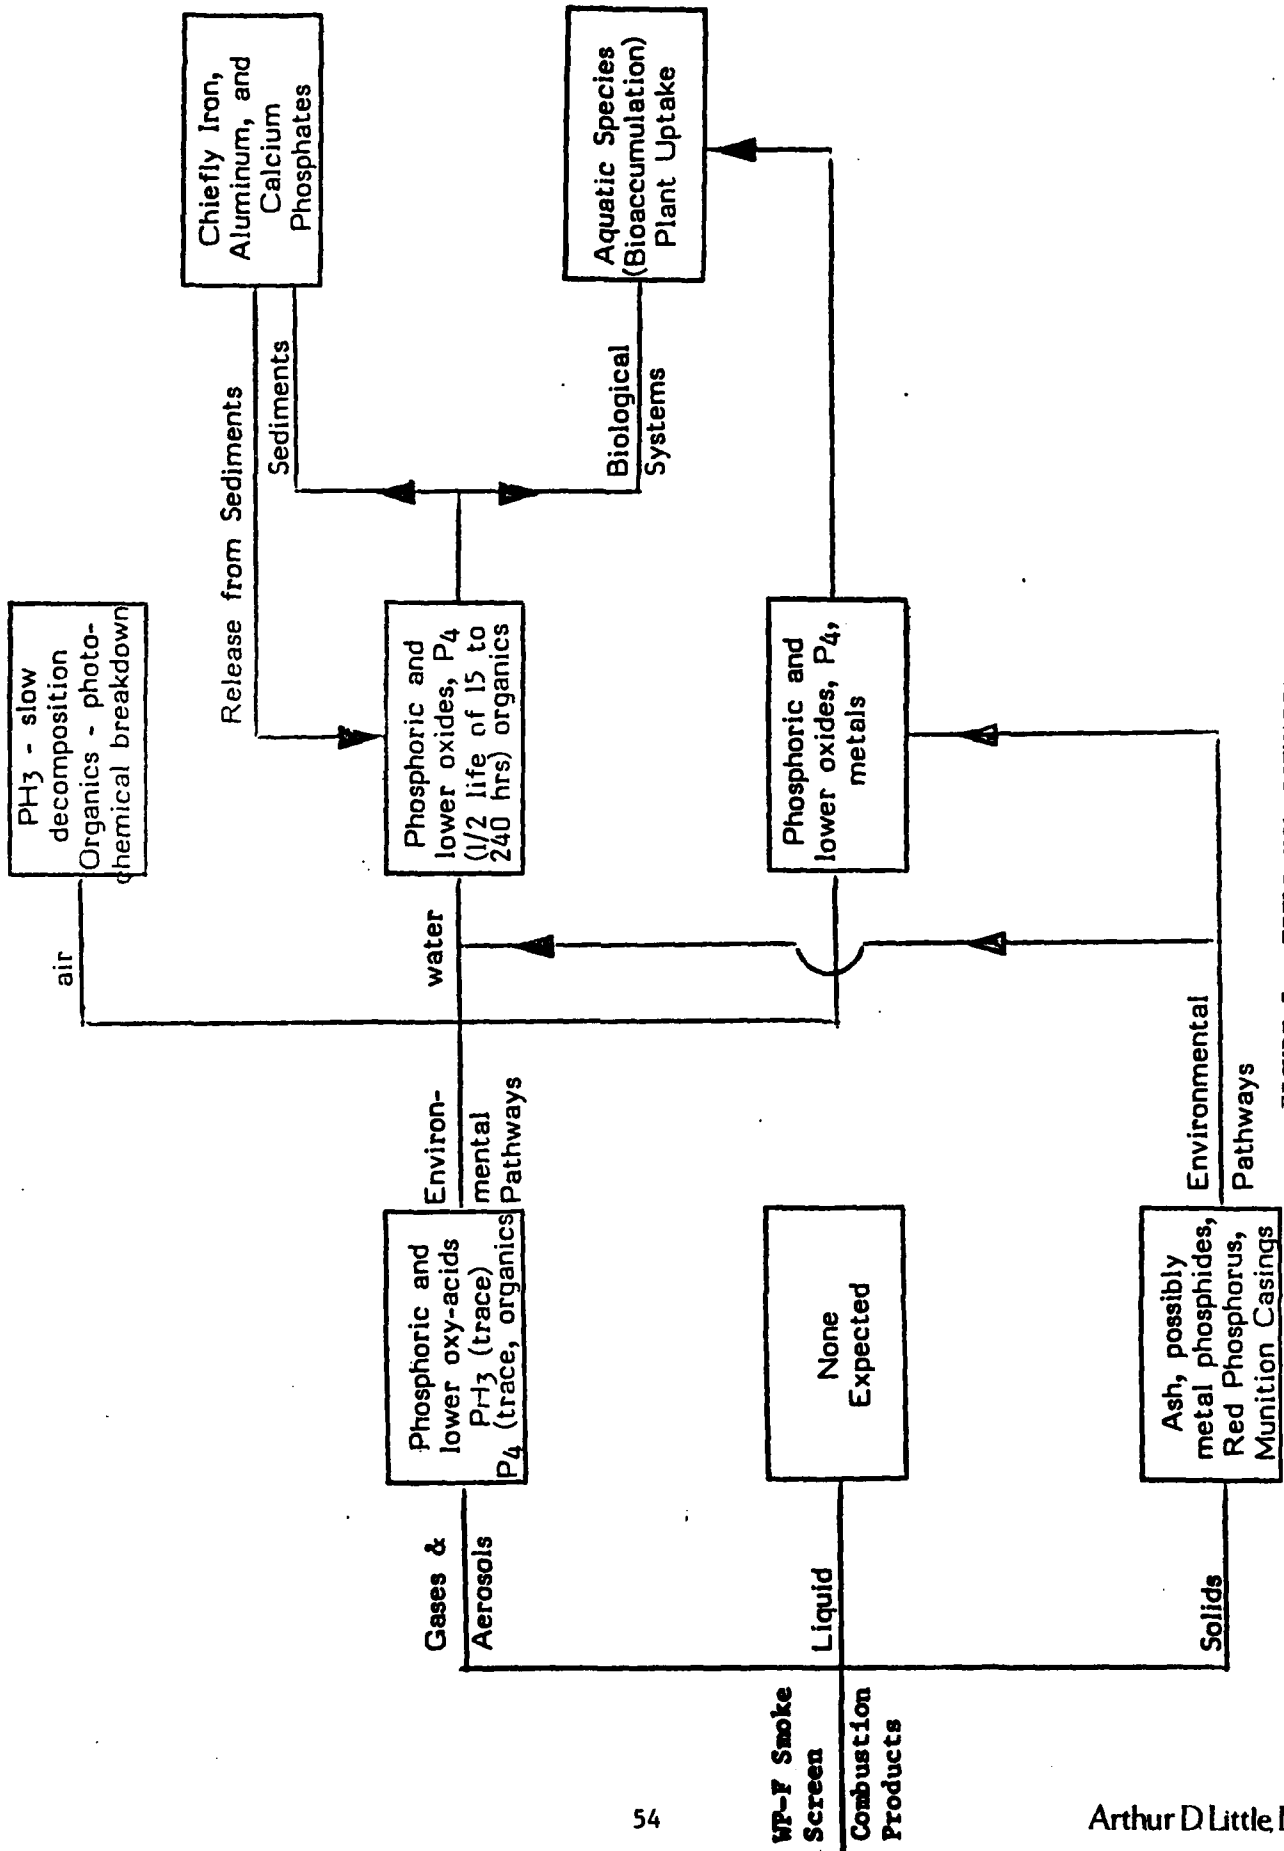 WP-F Smoke
Screen
Combustion
Products
Gases &
Aerosols
Liquid
Solids
Phosphoric and
lower oxy-acids
PH3 (trace)
P4 (trace, organics
None
Expected
Ash, possibly
metal phosphides,
Red Phosphorus,
Munition Casings
Environ-
mental
Pathways
Environmental
Pathways
air
water
PH3 - slow
decomposition
Organics - photo-
chemical breakdown
Phosphoric and
lower oxides, P4
(1/2 life of 15 to
240 hrs) organics
Phosphoric and
lower oxides, P4,
metals
Release from Sediments
Sediments
Biological
Systems
Chiefly Iron,
Aluminum, and
Calcium
Phosphates
Aquatic Species
(Bioaccumulation)
Plant Uptake
54
Arthur D Little, I